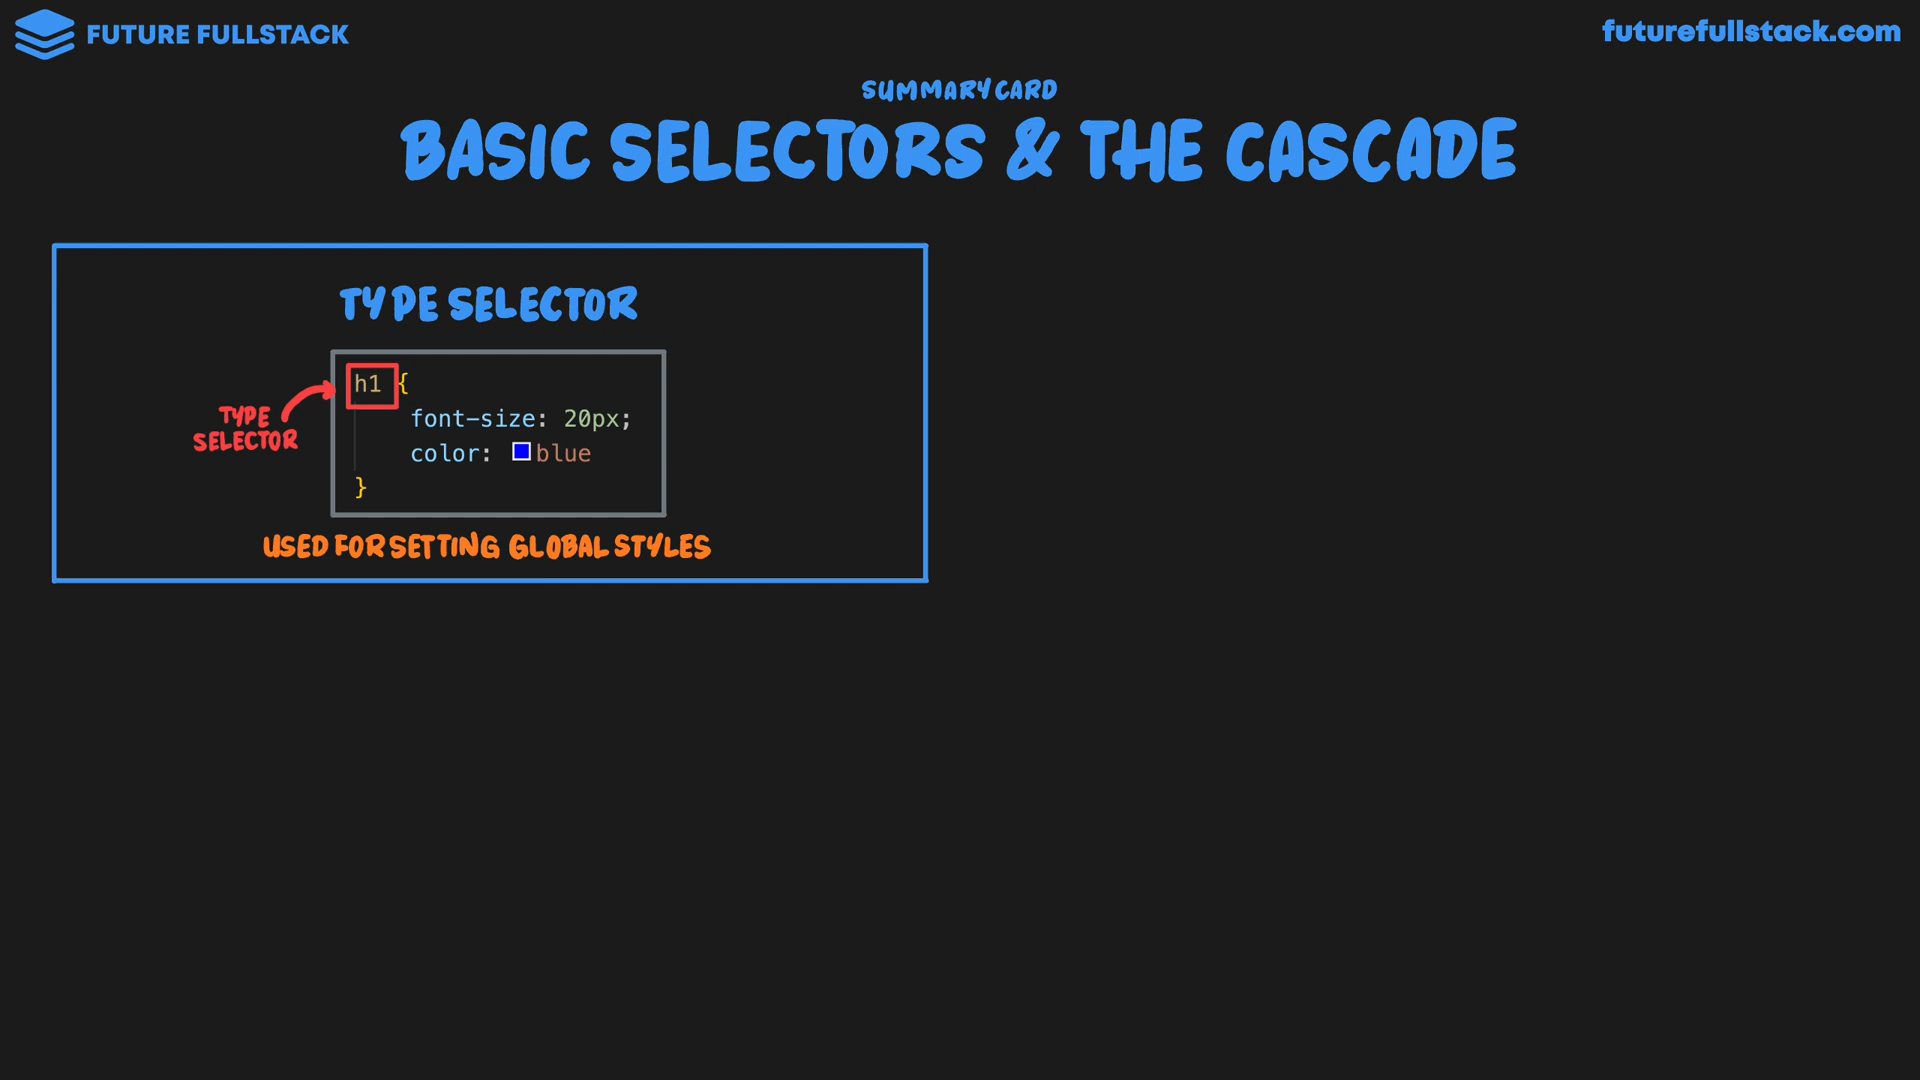 FUTURE FULLSTACK
futurefullstack.com
SUMMARY CARD
BASIC SELECTORS & THE CASCADE
TYPE SELECTOR
h1 {
font-size: 20px;
color: blue
}
TYPE
SELECTOR
USED FOR SETTING GLOBAL STYLES